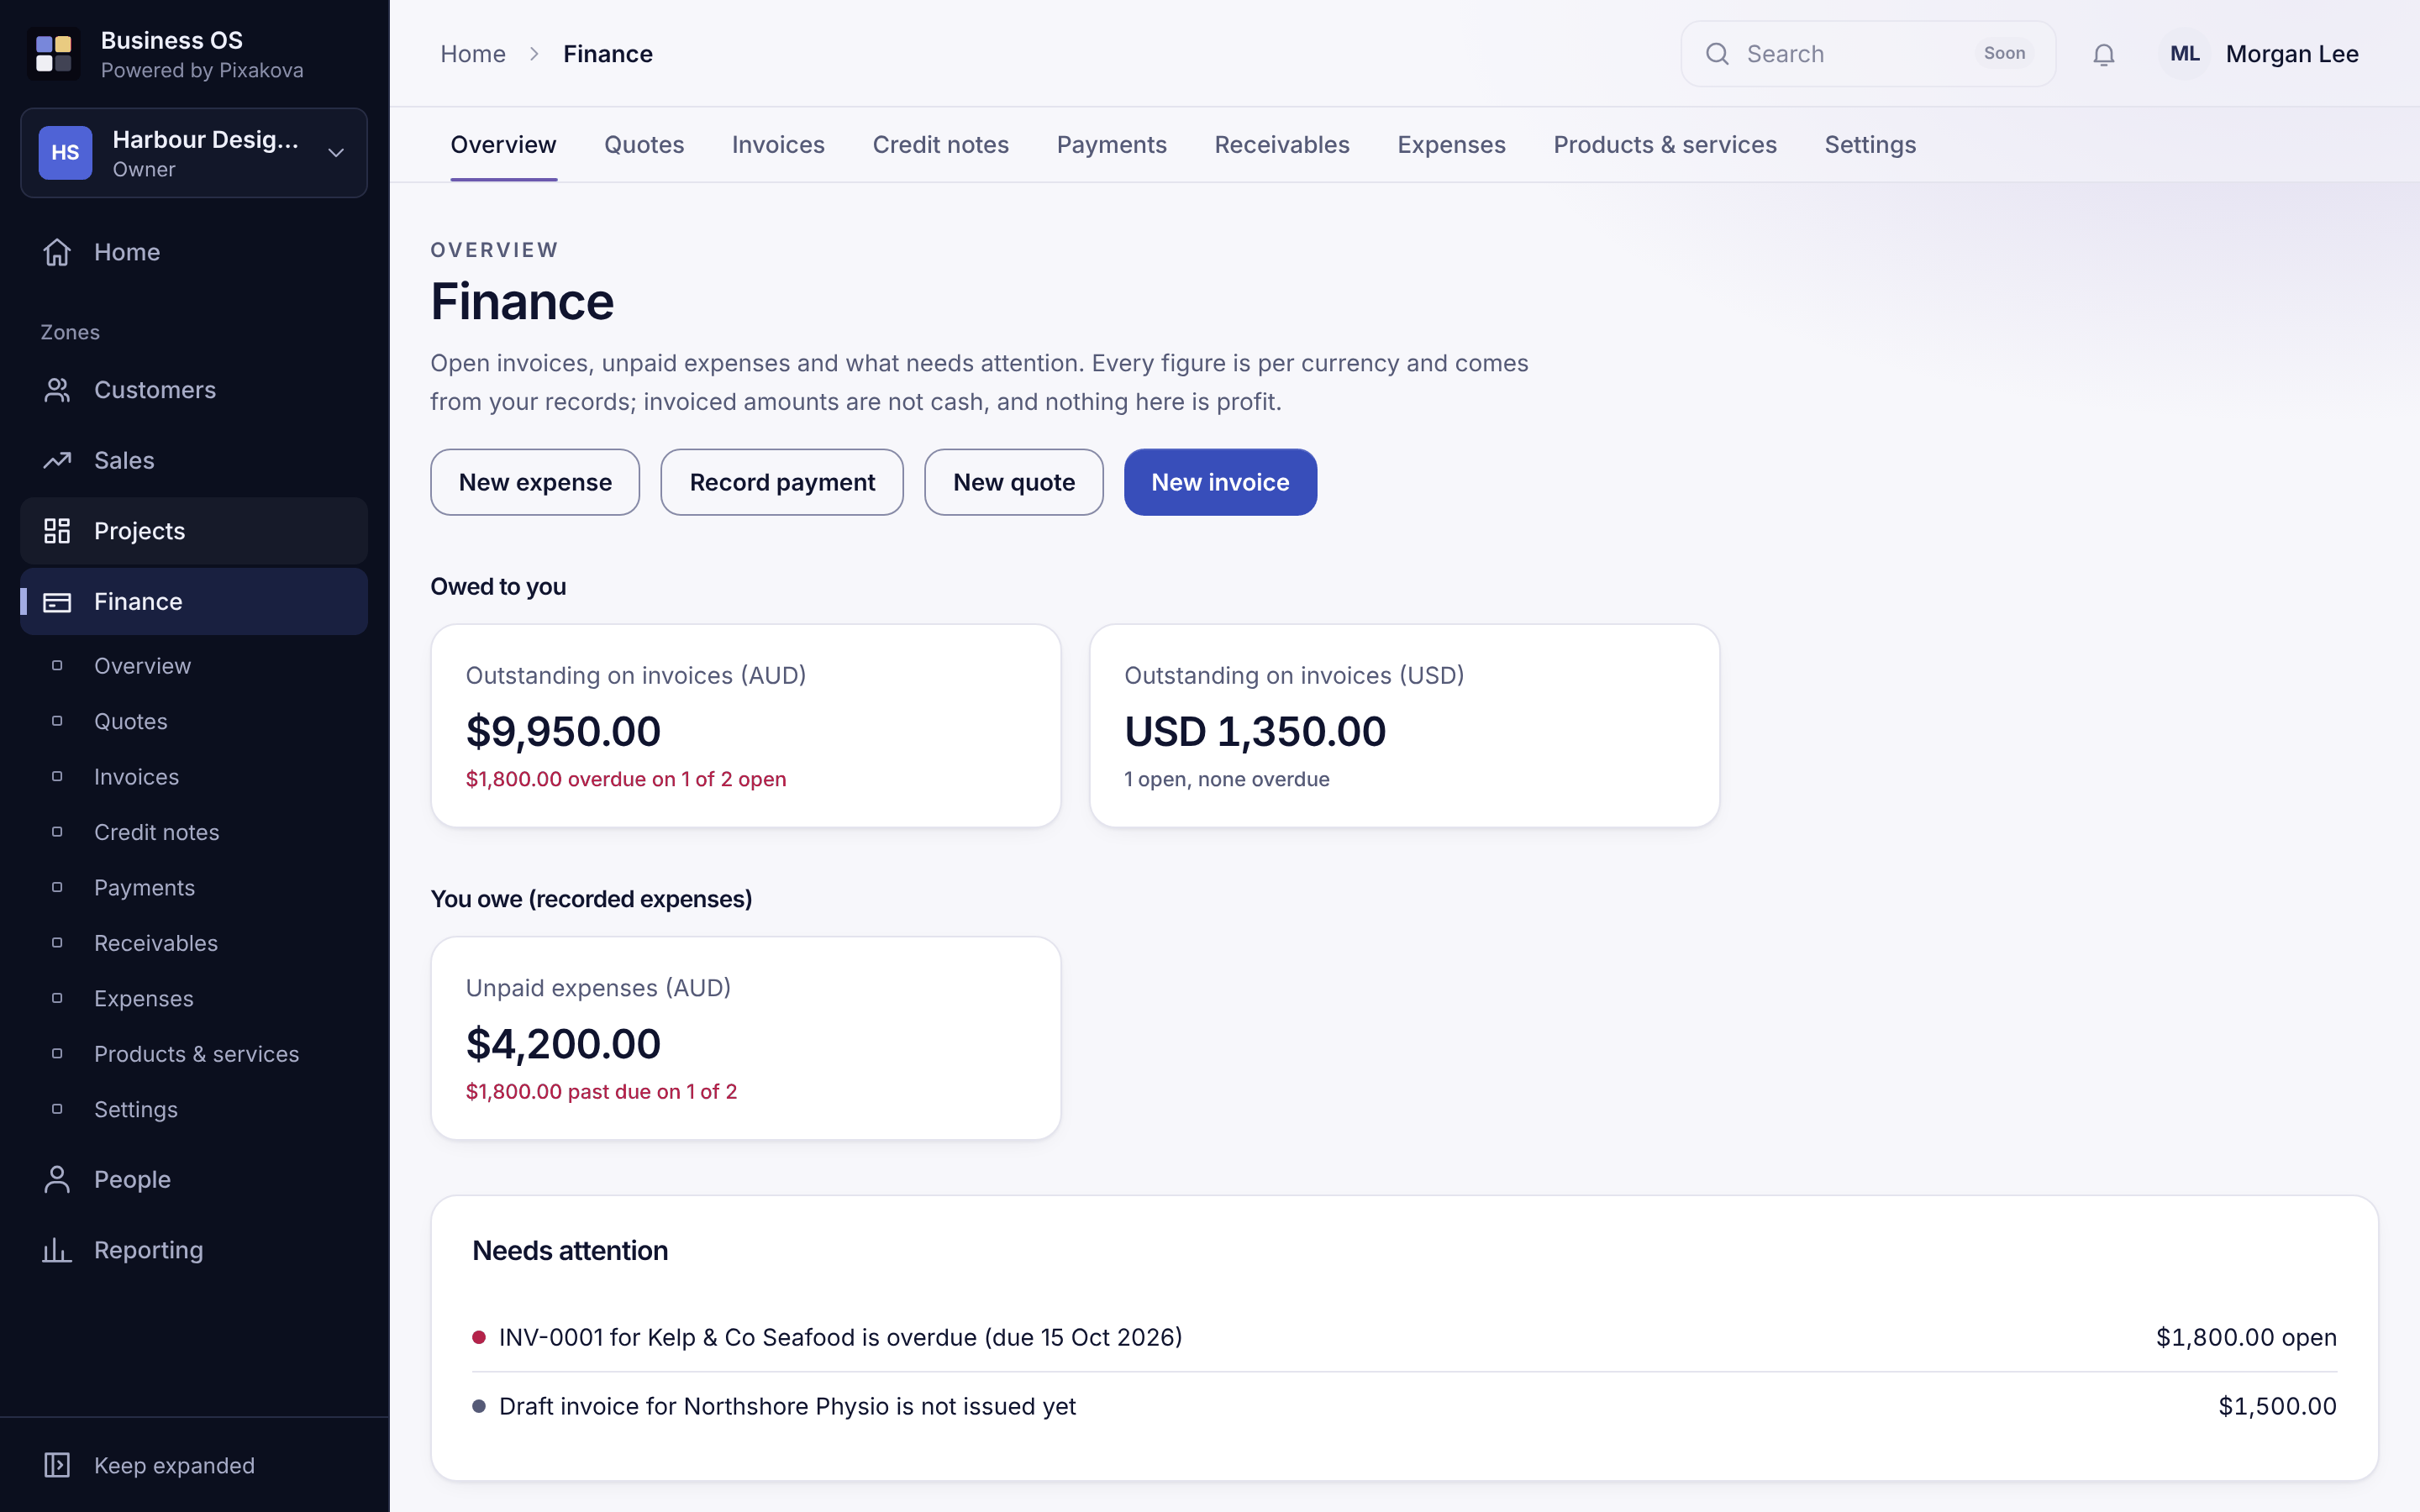 Business OS
Powered by Pixakova
HS
Harbour Desig...
Owner
Home
Zones
Customers
Sales
Projects
Finance
Overview
Quotes
Invoices
Credit notes
Payments
Receivables
Expenses
Products & services
Settings
People
Reporting
Keep expanded
Home > Finance
Search
Soon
ML
Morgan Lee
Overview
Quotes
Invoices
Credit notes
Payments
Receivables
Expenses
Products & services
Settings
OVERVIEW
Finance
Open invoices, unpaid expenses and what needs attention. Every figure is per currency and comes
from your records; invoiced amounts are not cash, and nothing here is profit.
New expense
Record payment
New quote
New invoice
Owed to you
Outstanding on invoices (AUD)
$9,950.00
$1,800.00 overdue on 1 of 2 open
Outstanding on invoices (USD)
USD 1,350.00
1 open, none overdue
You owe (recorded expenses)
Unpaid expenses (AUD)
$4,200.00
$1,800.00 past due on 1 of 2
Needs attention
INV-0001 for Kelp & Co Seafood is overdue (due 15 Oct 2026)
$1,800.00 open
Draft invoice for Northshore Physio is not issued yet
$1,500.00